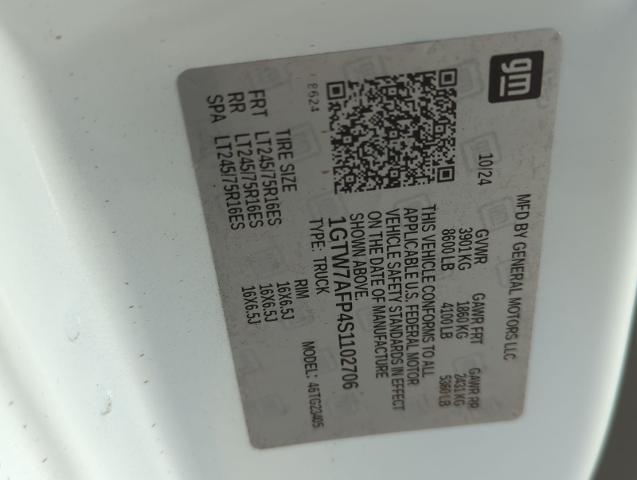 gm
MFD BY GENERAL MOTORS LLC
10/24 GVWR GAWR FRT GAWR RR
3901 KG 1860 KG 2431 KG
8600 LB 4100 LB 5360 LB
THIS VEHICLE CONFORMS TO ALL
APPLICABLE U.S. FEDERAL MOTOR
VEHICLE SAFETY STANDARDS IN EFFECT
ON THE DATE OF MANUFACTURE
SHOWN ABOVE.
1GTW7AFP4S1102706
8624 TYPE: TRUCK MODEL: 46TG23405
TIRE SIZE RIM
FRT LT245/75R16ES 16X6.5J
RR LT245/75R16ES 16X6.5J
SPA LT245/75R16ES 16X6.5J